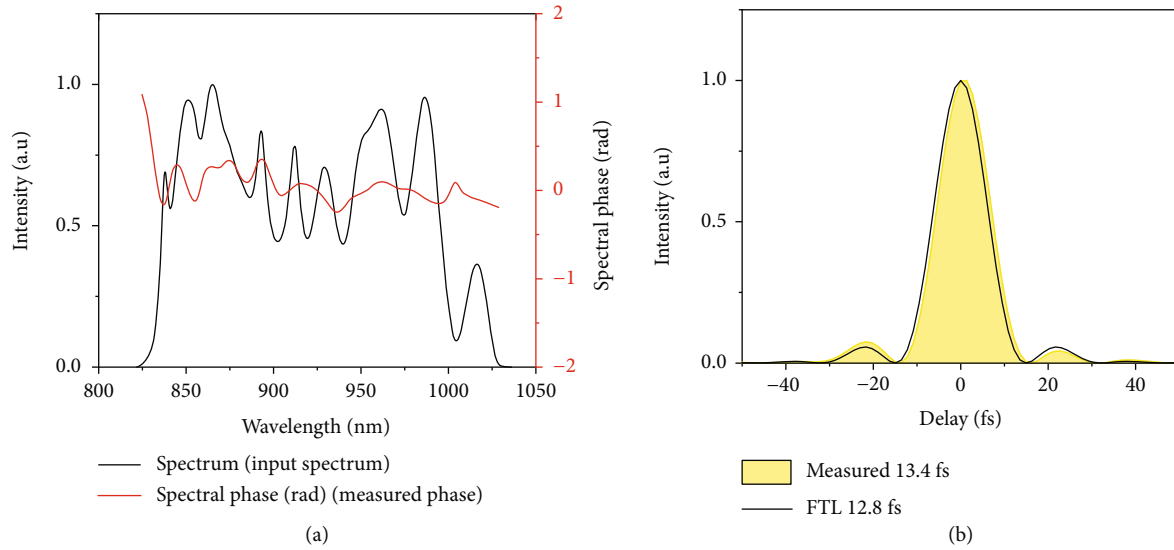 Intensity (a.u)
1.0
0.5
0.0
800
850
900
950
1000
1050
Wavelength (nm)
2
1
0
−1
−2
Spectral phase (rad)
Spectrum (input spectrum)
Spectral phase (rad) (measured phase)
(a)
Intensity (a.u)
1.0
0.5
0.0
−40
−20
0
20
40
Delay (fs)
Measured 13.4 fs
FTL 12.8 fs
(b)